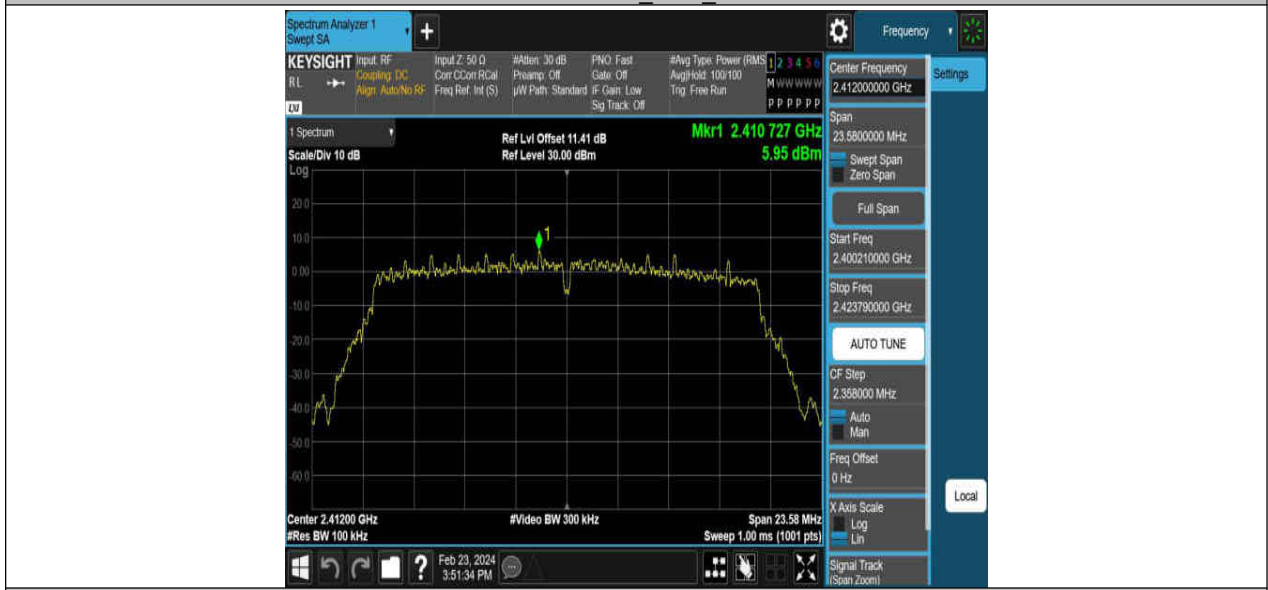 Spectrum Analyzer 1
Swept SA
+
Frequency
KEYSIGHT
RL
LXI
Input: RF
Coupling: DC
Align: Auto/No RF
Input Z: 50 Ω
Corr CCorr RCal
Freq Ref: Int (S)
#Atten: 30 dB
Preamp: Off
µW Path: Standard
PNO: Fast
Gate: Off
IF Gain: Low
Sig Track: Off
#Avg Type: Power (RMS
Avg|Hold: 100/100
Trig: Free Run
1 2 3 4 5 6
M W W W W W
P P P P P P
Center Frequency
2.412000000 GHz
Settings
1 Spectrum
Scale/Div 10 dB
Ref Lvl Offset 11.41 dB
Ref Level 30.00 dBm
Mkr1 2.410 727 GHz
5.95 dBm
Log
20.0
10.0
0.00
-10.0
-20.0
-30.0
-40.0
-50.0
-60.0
1
Center 2.41200 GHz
#Res BW 100 kHz
#Video BW 300 kHz
Span 23.58 MHz
Sweep 1.00 ms (1001 pts)
Span
23.5800000 MHz
Swept Span
Zero Span
Full Span
Start Freq
2.400210000 GHz
Stop Freq
2.423790000 GHz
AUTO TUNE
CF Step
2.358000 MHz
Auto
Man
Freq Offset
0 Hz
X Axis Scale
Log
Lin
Signal Track
(Span Zoom)
Local
?
Feb 23, 2024
3:51:34 PM